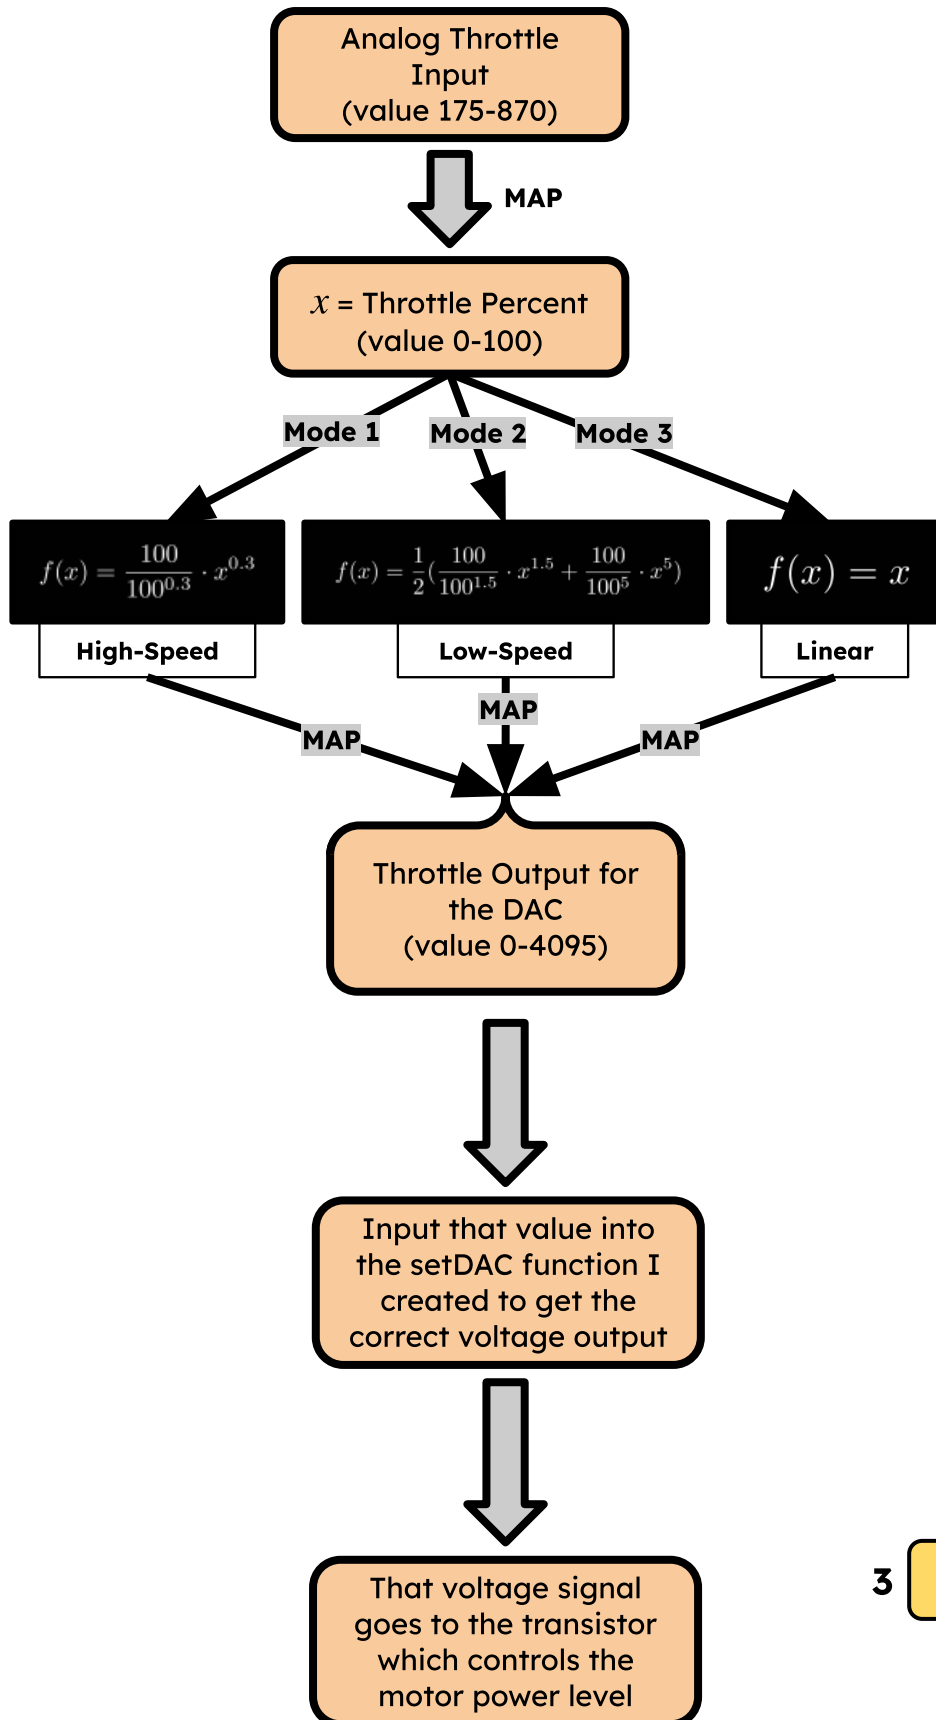 Analog Throttle
Input
(value 175-870)
MAP
x = Throttle Percent
(value 0-100)
Mode 1
Mode 2
Mode 3
f(x) = \frac{100}{100^{0.3}} · x^{0.3}
f(x) = \frac{1}{2}(\frac{100}{100^{1.5}} · x^{1.5} + \frac{100}{100^{5}} · x^{5})
f(x) = x
High-Speed
Low-Speed
Linear
MAP
MAP
MAP
Throttle Output for
the DAC
(value 0-4095)
Input that value into
the setDAC function I
created to get the
correct voltage output
That voltage signal
goes to the transistor
which controls the
motor power level
3